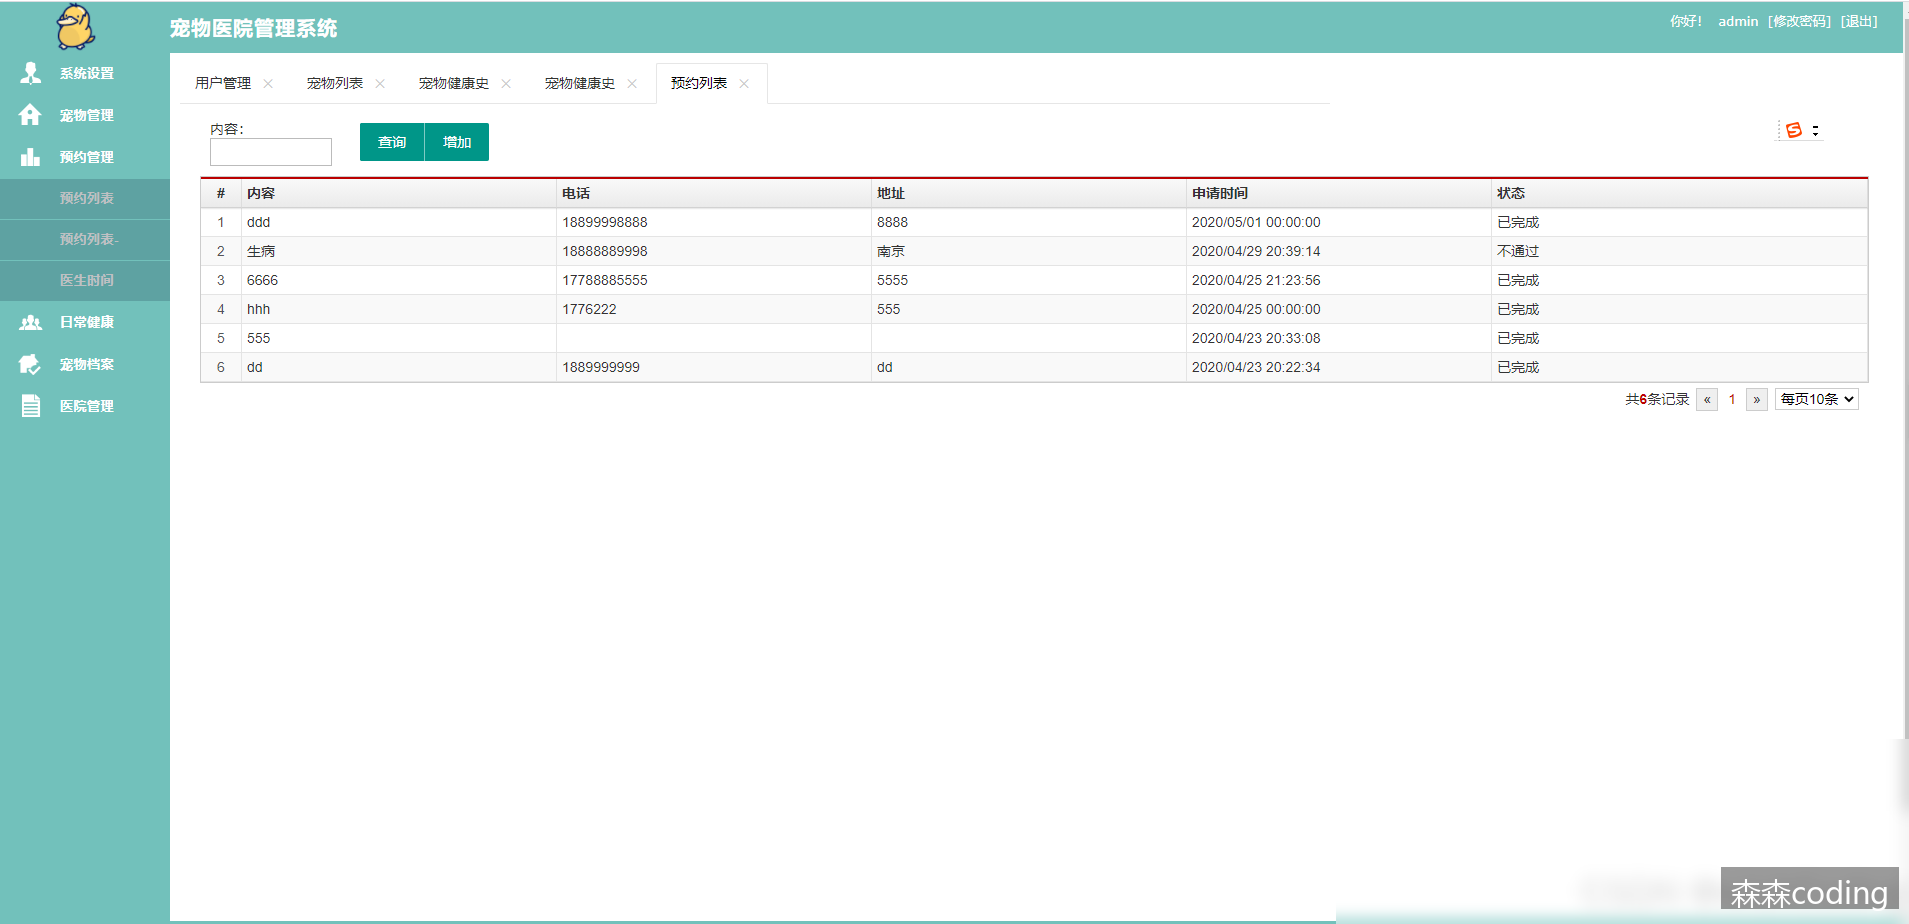 宠物医院管理系统
你好! admin [修改密码] [退出]
系统设置
宠物管理
预约管理
预约列表
预约列表-
医生时间
日常健康
宠物档案
医院管理
用户管理 宠物列表 宠物健康史 宠物健康史 预约列表
内容:
查询 增加
# 内容 电话 地址 申请时间 状态
1 ddd 18899998888 8888 2020/05/01 00:00:00 已完成
2 生病 18888889998 南京 2020/04/29 20:39:14 不通过
3 6666 17788885555 5555 2020/04/25 21:23:56 已完成
4 hhh 1776222 555 2020/04/25 00:00:00 已完成
5 555 2020/04/23 20:33:08 已完成
6 dd 1889999999 dd 2020/04/23 20:22:34 已完成
共6条记录 « 1 » 每页10条
森森coding